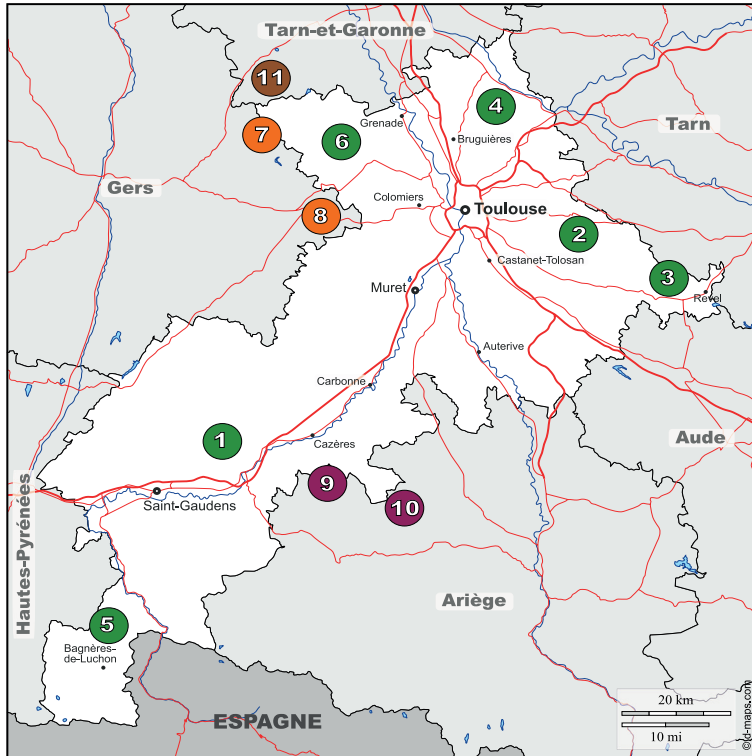 Tarn-et-Garonne
11
4
Grenade
7
6
Bruguières
Tarn
Gers
Colomiers
8
Toulouse
2
Castanet-Tolosan
3
Muret
Revel
Auterive
Carbonne
1
Cazères
Aude
9
Saint-Gaudens
10
Hautes-Pyrénées
Ariège
5
Bagnères-
de-Luchon
20 km
ESPAGNE
10 mi
©d-maps.com